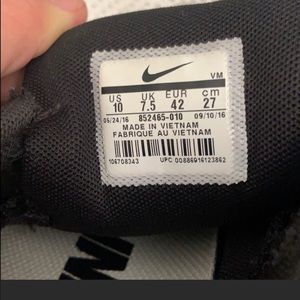 VM
US UK EUR cm
10 7.5 42 27
05/24/16 852465-010 09/10/16
MADE IN VIETNAM
FABRIQUE AU VIETNAM
106708343 UPC 00886916123862